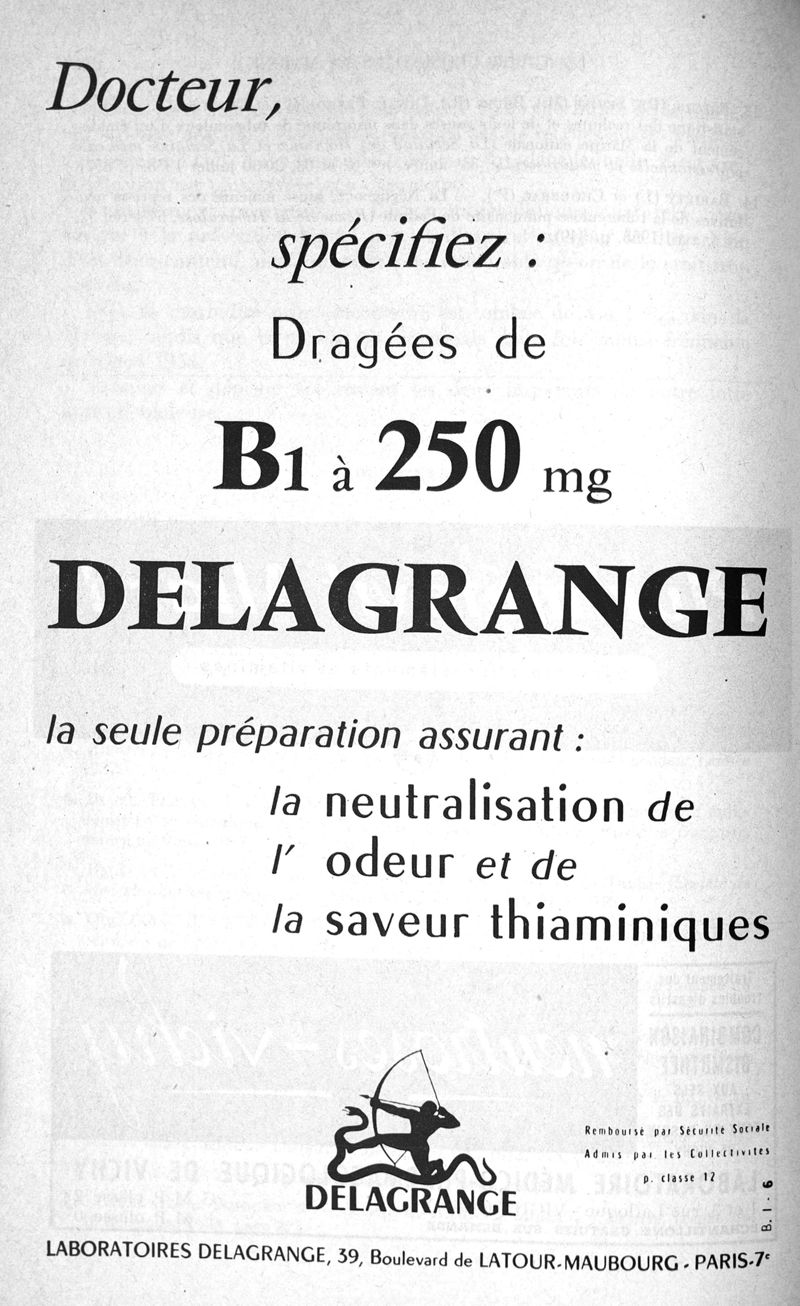 Docteur,
spécifiez :
Dragées de
B1 à 250 mg
DELAGRANGE
la seule préparation assurant :
la neutralisation de
l' odeur et de
la saveur thiaminiques
DELAGRANGE
Remboursé par Sécurité Sociale
Admis par les Collectivités
p. classe 12
B. 1 - 6
LABORATOIRES DELAGRANGE, 39, Boulevard de LATOUR-MAUBOURG - PARIS-7e